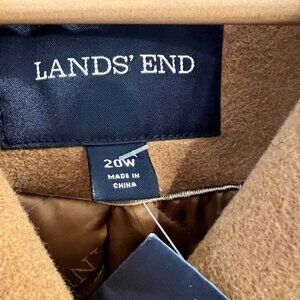 LANDS' END
20W
MADE IN
CHINA